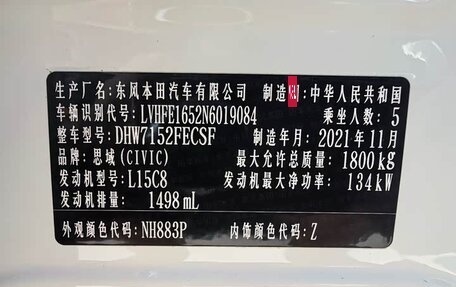 生产厂名:东风本田汽车有限公司 制造国:中华人民共和国
车辆识别代号:LVHFE1652N6019084 乘坐人数:5
整车型号:DHW7152FECSF 制造年月:2021年11月
品牌:思域(CIVIC) 最大允许总质量:1800kg
发动机型号:L15C8 发动机最大净功率:134kW
发动机排量:1498mL
外观颜色代码:NH883P 内饰颜色代码:Z